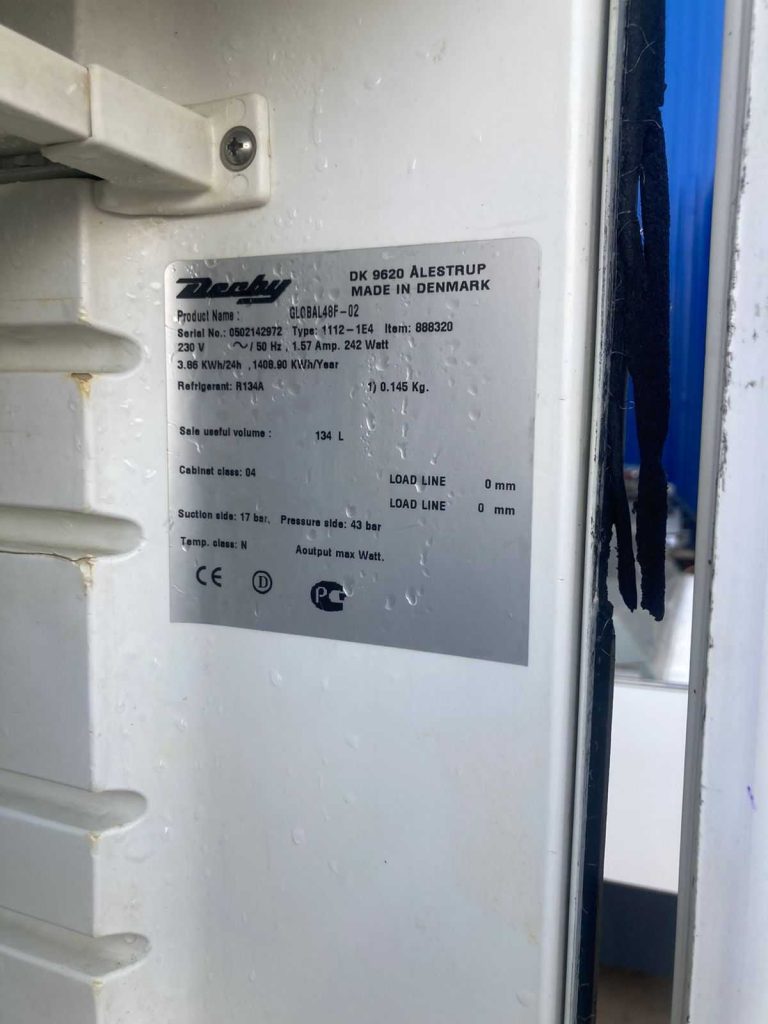 Derby
DK 9620 ÅLESTRUP
MADE IN DENMARK
Product Name : GLOBAL48F-02
Serial No.: 0502142972 Type: 1112-1E4 Item: 888320
230 V ～/ 50 Hz , 1.57 Amp. 242 Watt
3.86 KWh/24h , 1408.90 KWh/Year
Refrigerant: R134A 1) 0.145 Kg.
Sale useful volume : 134 L
Cabinet class: 04
LOAD LINE 0 mm
LOAD LINE 0 mm
Suction side: 17 bar, Pressure side: 43 bar
Temp. class: N Aoutput max Watt.
CE D PG